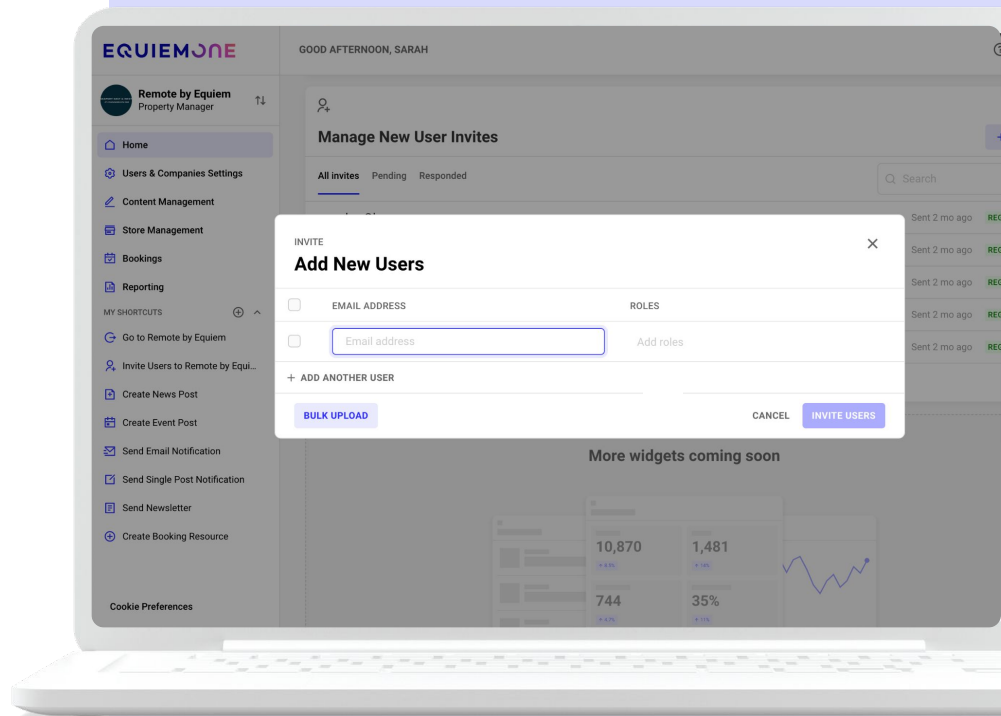 EQUIEMONE
GOOD AFTERNOON, SARAH
Remote by Equiem
Property Manager
Home
Users & Companies Settings
Content Management
Store Management
Bookings
Reporting
MY SHORTCUTS
Go to Remote by Equiem
Invite Users to Remote by Equi...
Create News Post
Create Event Post
Send Email Notification
Send Single Post Notification
Send Newsletter
Create Booking Resource
Cookie Preferences
Manage New User Invites
All invites Pending Responded
Search
Sent 2 mo ago
Sent 2 mo ago
Sent 2 mo ago
Sent 2 mo ago
Sent 2 mo ago
INVITE
Add New Users
EMAIL ADDRESS ROLES
Email address Add roles
+ ADD ANOTHER USER
BULK UPLOAD CANCEL INVITE USERS
More widgets coming soon
10,870 1,481
744 35%